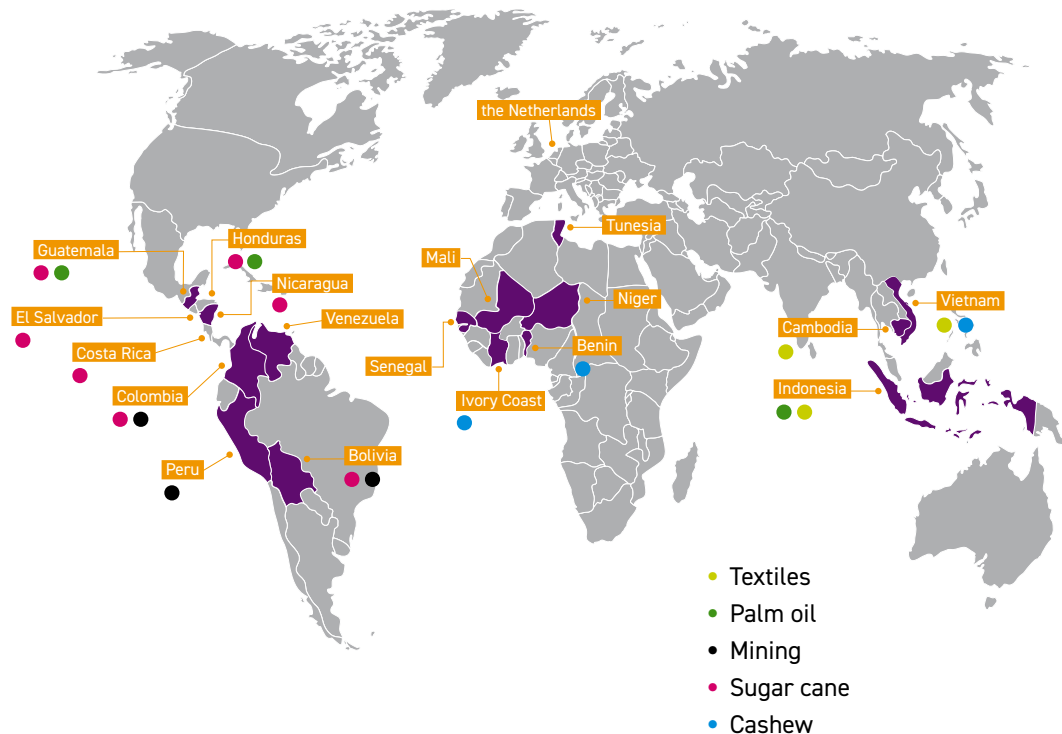 the Netherlands
Tunesia
Honduras
Guatemala
Mali
Nicaragua
Niger
Vietnam
El Salvador
Venezuela
Cambodia
Costa Rica
Benin
Senegal
Colombia
Ivory Coast
Indonesia
Bolivia
Peru
Textiles
Palm oil
Mining
Sugar cane
Cashew